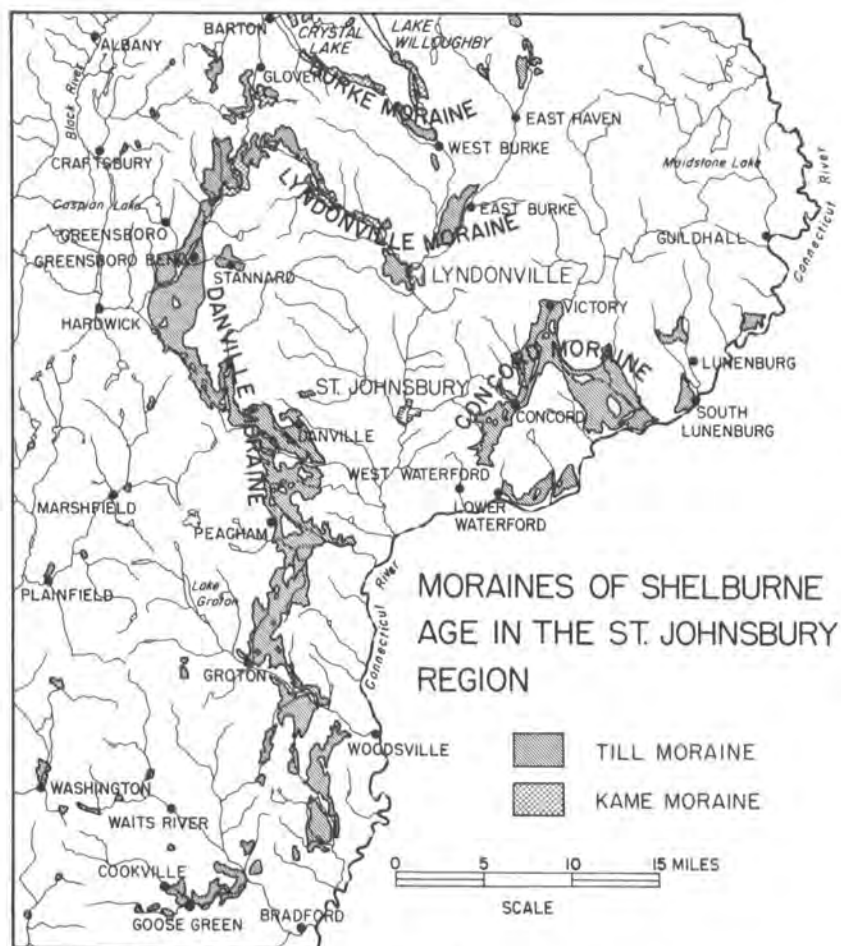 BARTON
CRYSTAL
LAKE
LAKE
WILLOUGHBY
ALBANY
Black River
GLOVER
BURKE MORAINE
EAST HAVEN
CRAFTSBURY
WEST BURKE
Maidstone Lake
Connecticut River
Caspian Lake
LYNDONVILLE MORAINE
EAST BURKE
GREENSBORO
GUILDHALL
GREENSBORO BEND
STANNARD
LYNDONVILLE
HARDWICK
DANVILLE MORAINE
VICTORY
CONCORD MORAINE
LUNENBURG
ST. JOHNSBURY
SOUTH
LUNENBURG
CONCORD
DANVILLE
WEST WATERFORD
MARSHFIELD
LOWER
WATERFORD
PEACHAM
PLAINFIELD
Lake
Groton
Connecticut River
MORAINES OF SHELBURNE
AGE IN THE ST. JOHNSBURY
REGION
GROTON
WOODSVILLE
TILL MORAINE
WASHINGTON
KAME MORAINE
WAITS RIVER
0 5 10 15 MILES
COOKVILLE
SCALE
GOOSE GREEN
BRADFORD